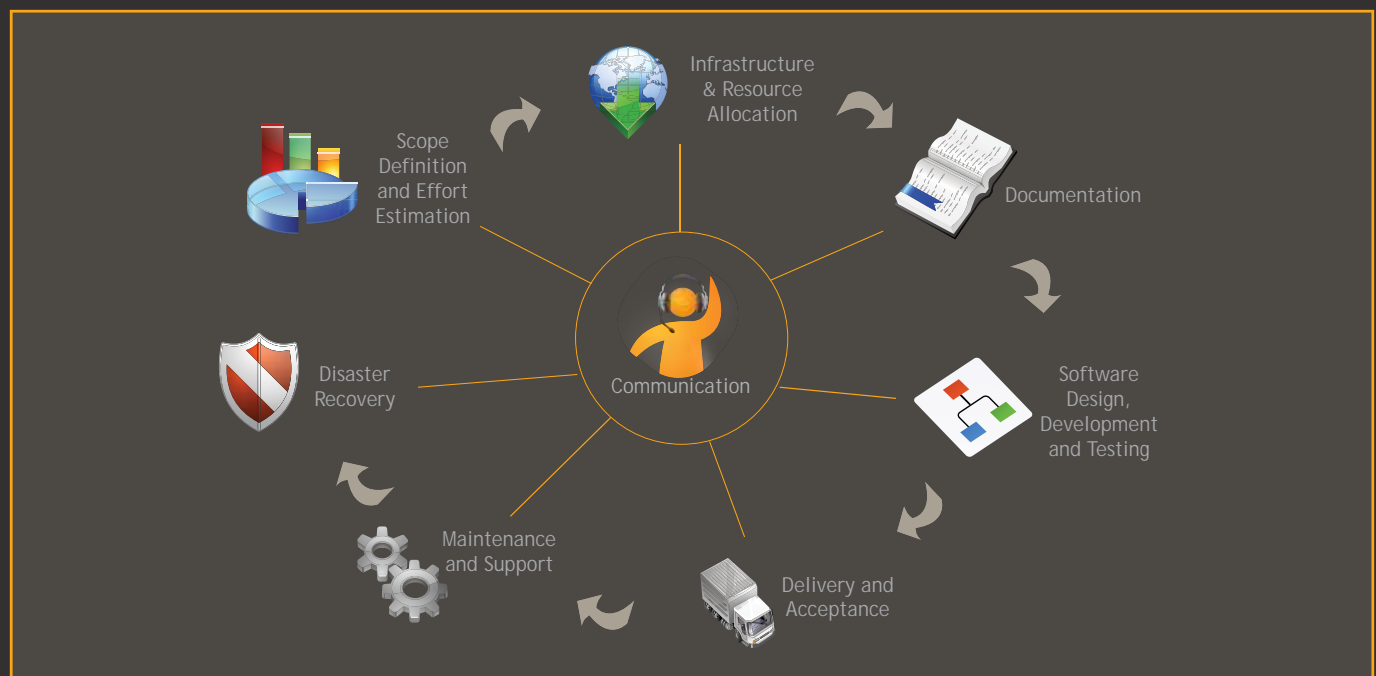 Infrastructure
& Resource
Allocation
Scope
Definition
and Effort
Estimation
Documentation
Communication
Disaster
Recovery
Software
Design,
Development
and Testing
Maintenance
and Support
Delivery and
Acceptance